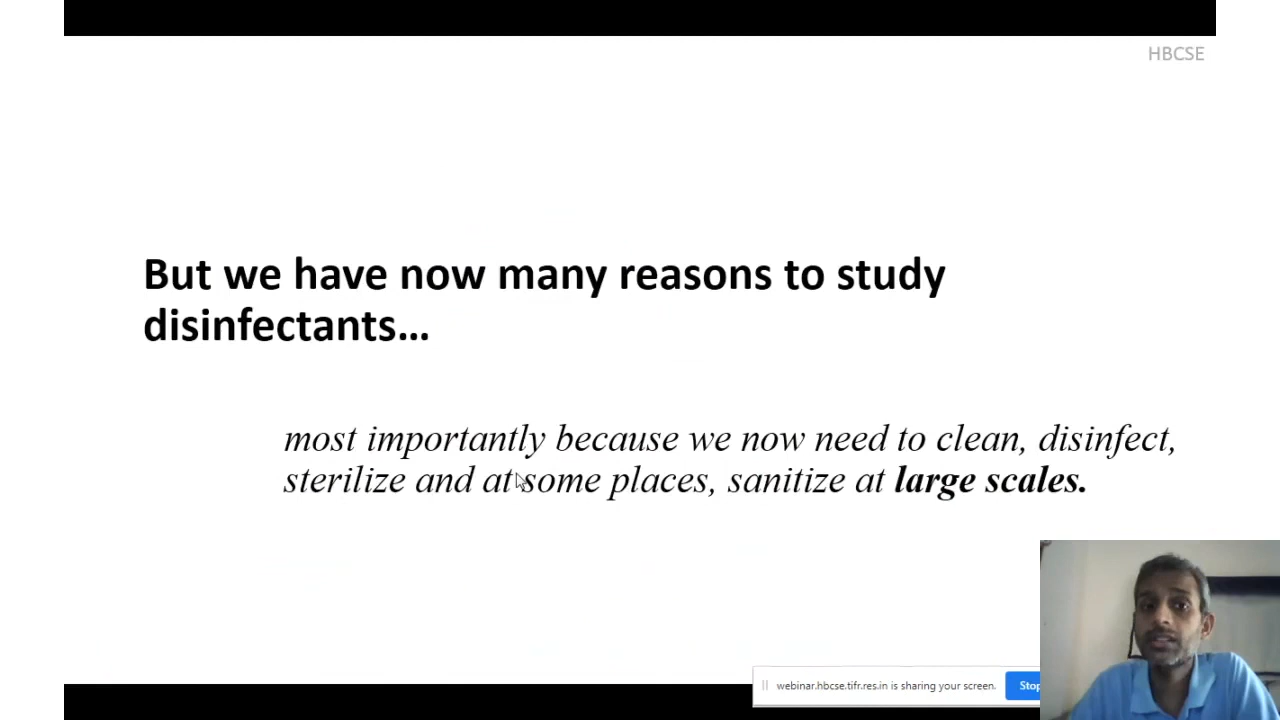 HBCSE
But we have now many reasons to study
disinfectants…
most importantly because we now need to clean, disinfect,
sterilize and at some places, sanitize at large scales.
webinar.hbcse.tifr.res.in is sharing your screen.
Stop